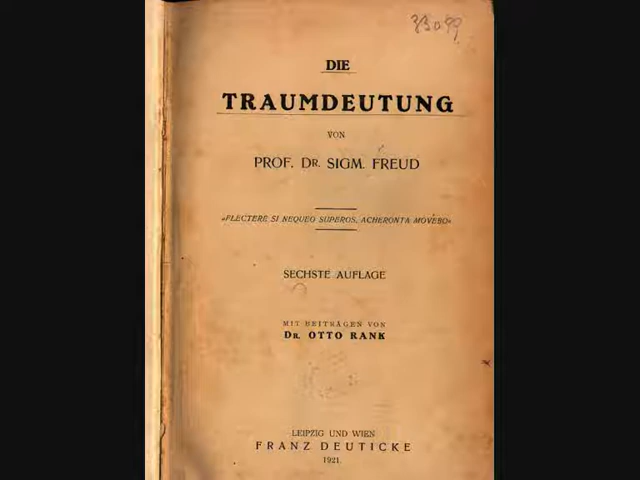 DIE
TRAUMDEUTUNG
VON
PROF. DR. SIGM. FREUD
»FLECTERE SI NEQUEO SUPEROS, ACHERONTA MOVEBO«
SECHSTE AUFLAGE
MIT BEITRÄGEN VON
DR. OTTO RANK
LEIPZIG UND WIEN
FRANZ DEUTICKE
1921.